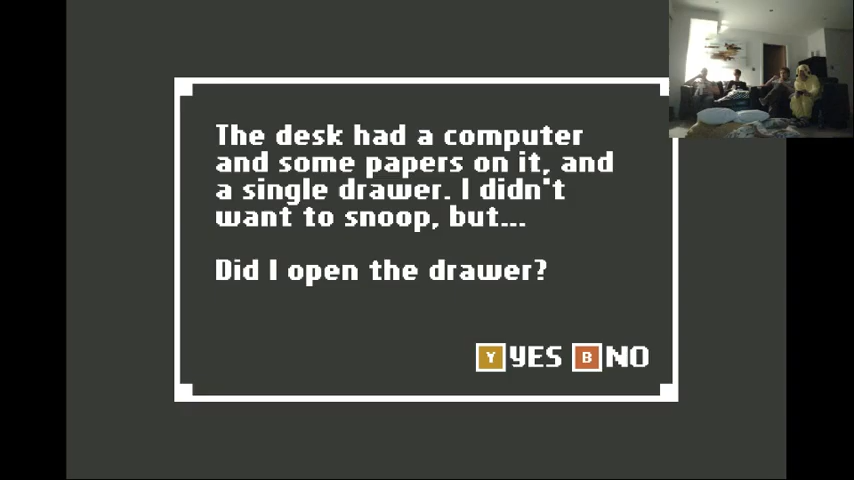 The desk had a computer
and some papers on it, and
a single drawer. I didn't
want to snoop, but...
Did I open the drawer?
Y YES B NO